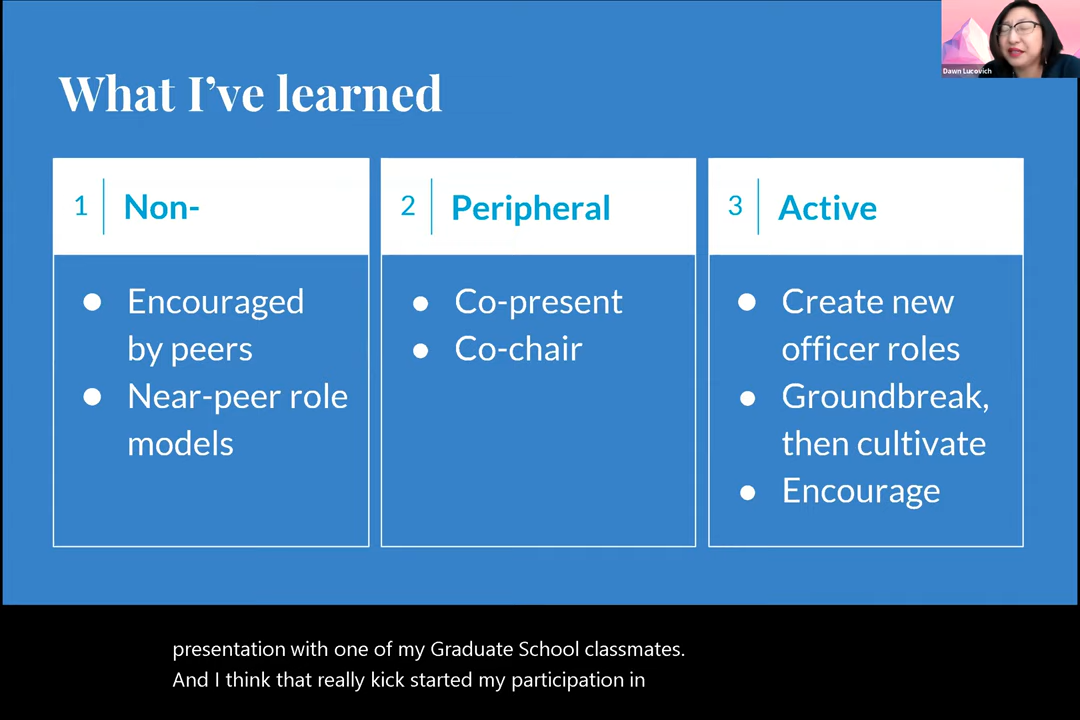 Dawn Lucovich
What I've learned
1 Non-
● Encouraged
by peers
● Near-peer role
models
2 Peripheral
● Co-present
● Co-chair
3 Active
● Create new
officer roles
● Groundbreak,
then cultivate
● Encourage
presentation with one of my Graduate School classmates.
And I think that really kick started my participation in